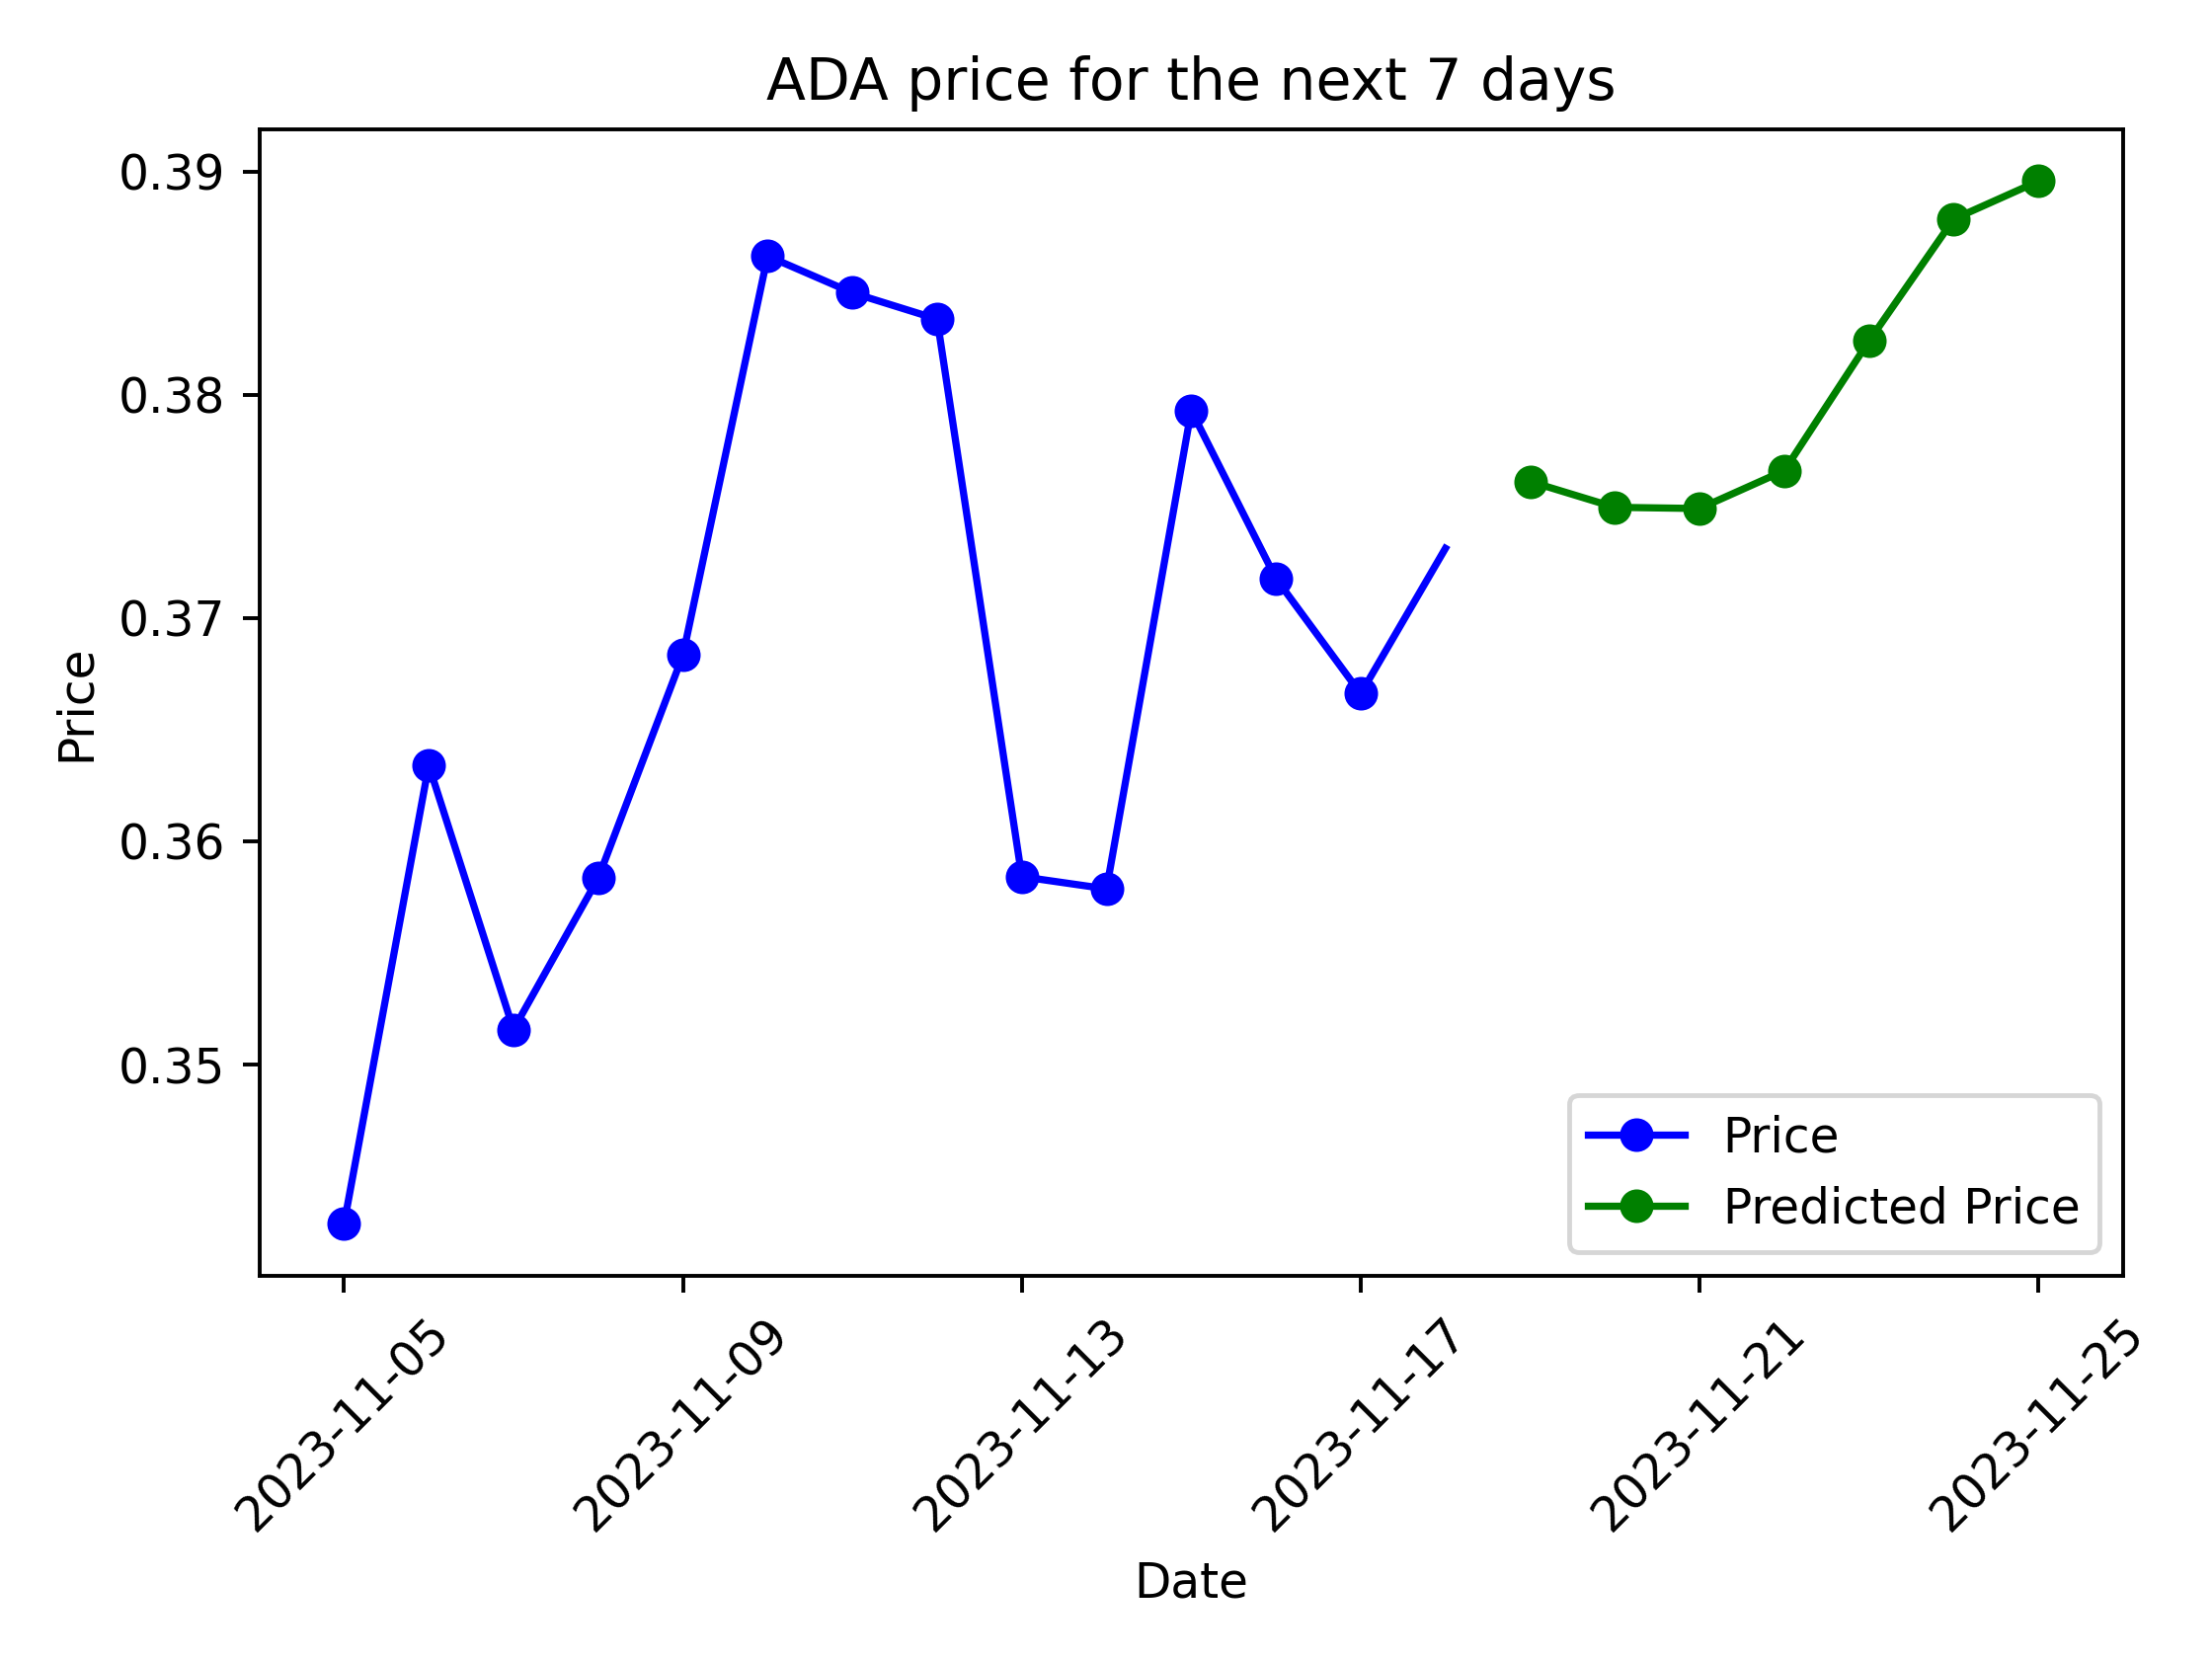 ADA price for the next 7 days
0.39
0.38
0.37
0.36
0.35
Price
Price
Predicted Price
2023-11-05
2023-11-09
2023-11-13
2023-11-17
2023-11-21
2023-11-25
Date